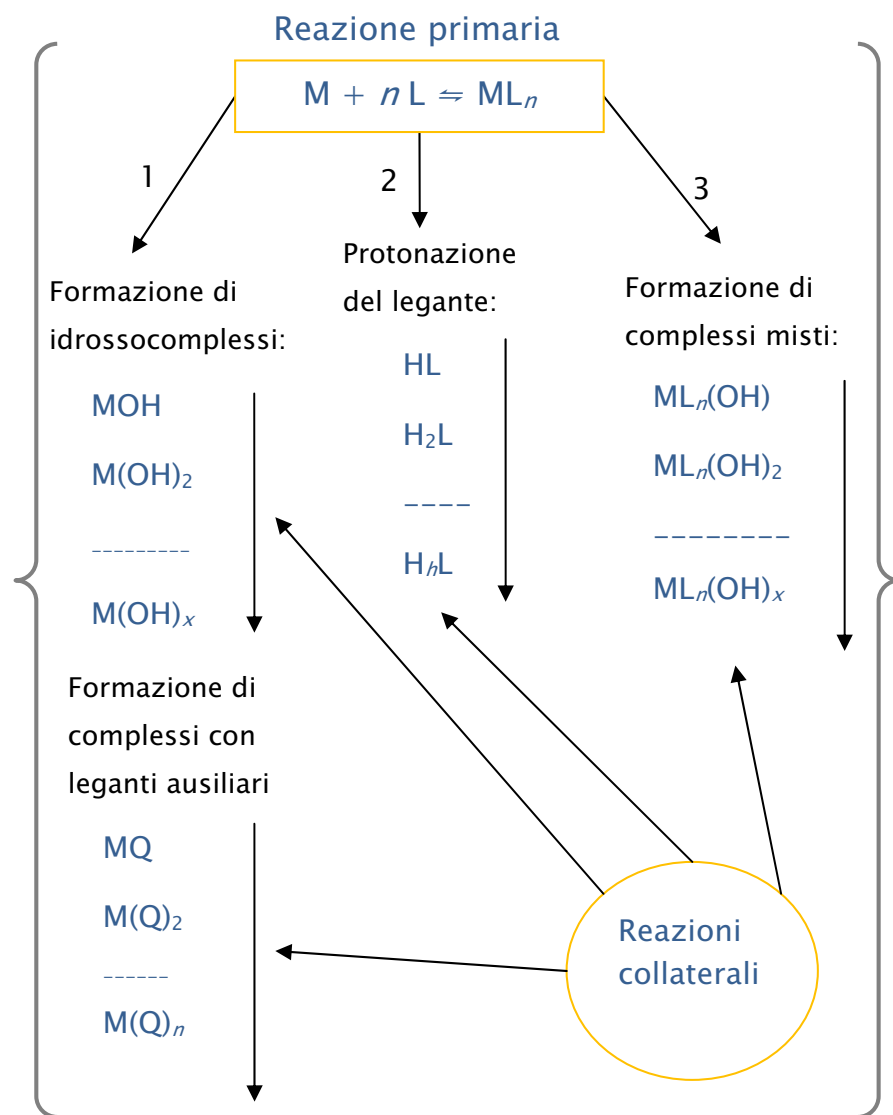 Reazione primaria
M + n L ⇋ MLₙ
1
2
3
Formazione di
idrossocomplessi:
MOH
M(OH)₂
---------
M(OH)ₓ
Formazione di
complessi con
leganti ausiliari
MQ
M(Q)₂
------
M(Q)ₙ
Protonazione
del legante:
HL
H₂L
----
HₕL
Formazione di
complessi misti:
MLₙ(OH)
MLₙ(OH)₂
--------
MLₙ(OH)ₓ
Reazioni
collaterali